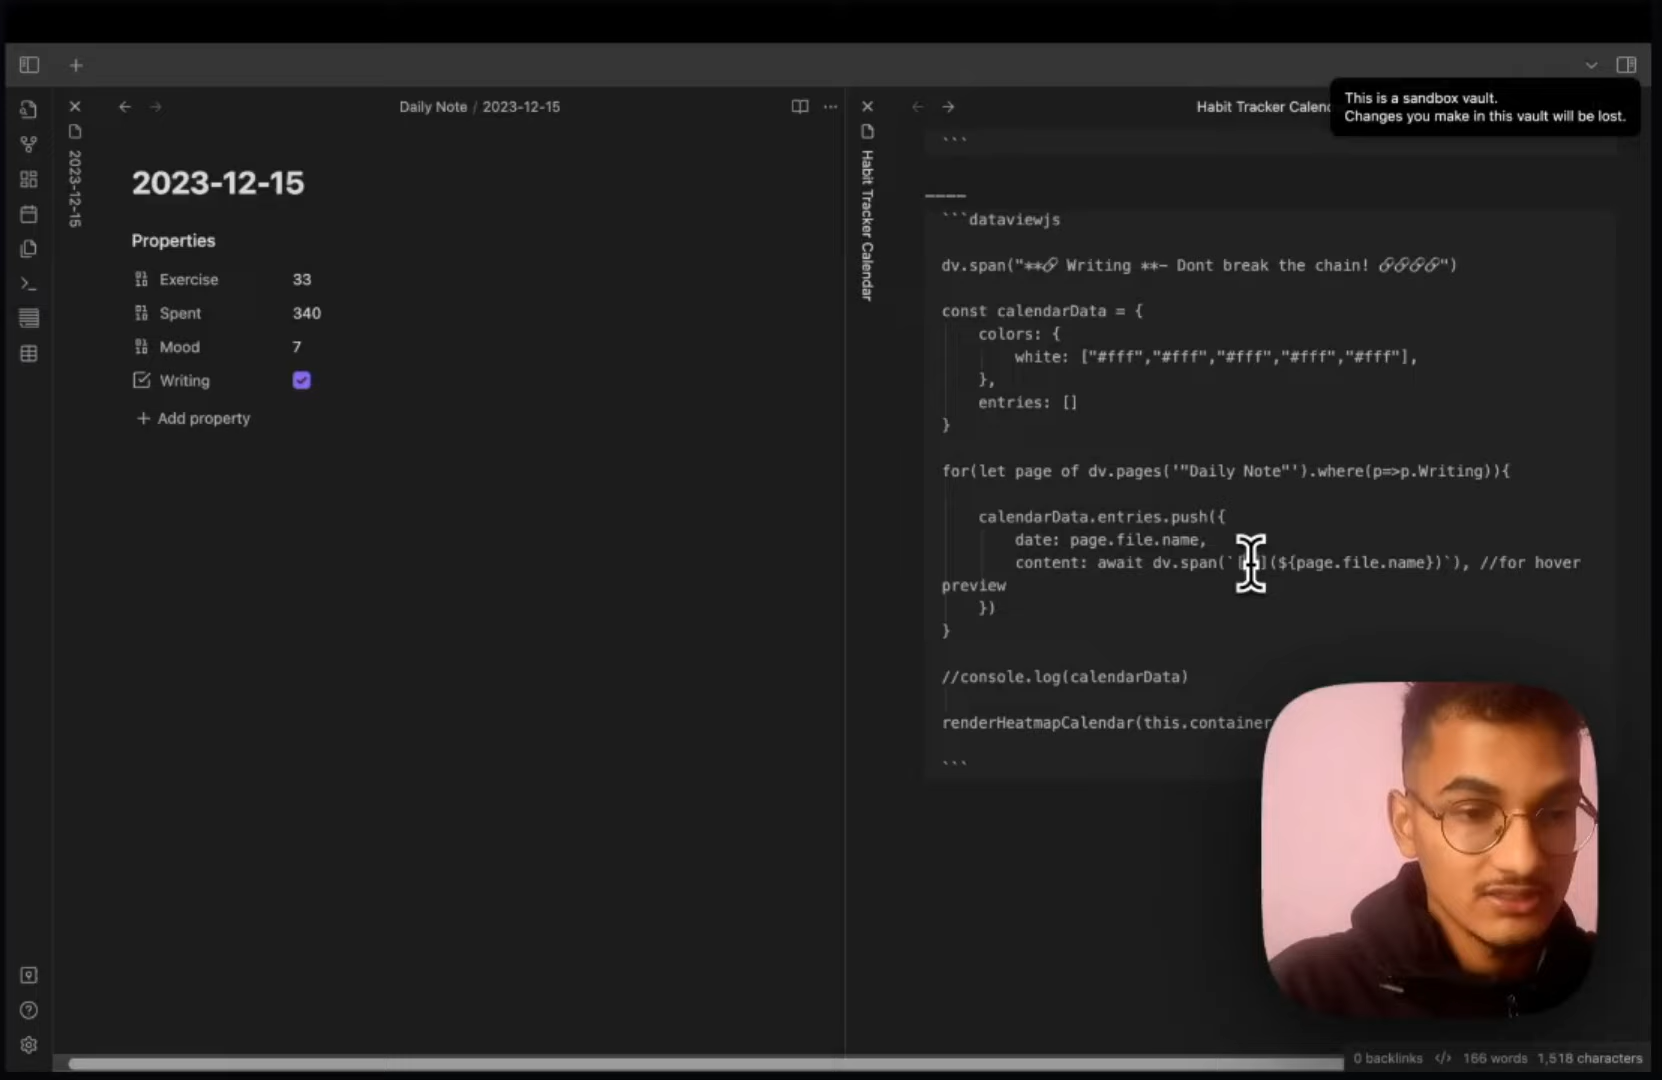 Daily Note / 2023-12-15
Habit Tracker Calend
This is a sandbox vault.
Changes you make in this vault will be lost.
2023-12-15
2023-12-15
Properties
Exercise 33
Spent 340
Mood 7
Writing
+ Add property
Habit Tracker Calendar
```
----
```dataviewjs
dv.span("**🔗 Writing **- Dont break the chain! 🔗🔗🔗🔗")
const calendarData = {
colors: {
white: ["#fff","#fff","#fff","#fff","#fff"],
},
entries: []
}
for(let page of dv.pages('"Daily Note"').where(p=>p.Writing)){
calendarData.entries.push({
date: page.file.name,
content: await dv.span(`[](${page.file.name})`), //for hover
preview
})
}
//console.log(calendarData)
renderHeatmapCalendar(this.container
```
0 backlinks </> 166 words 1,518 characters